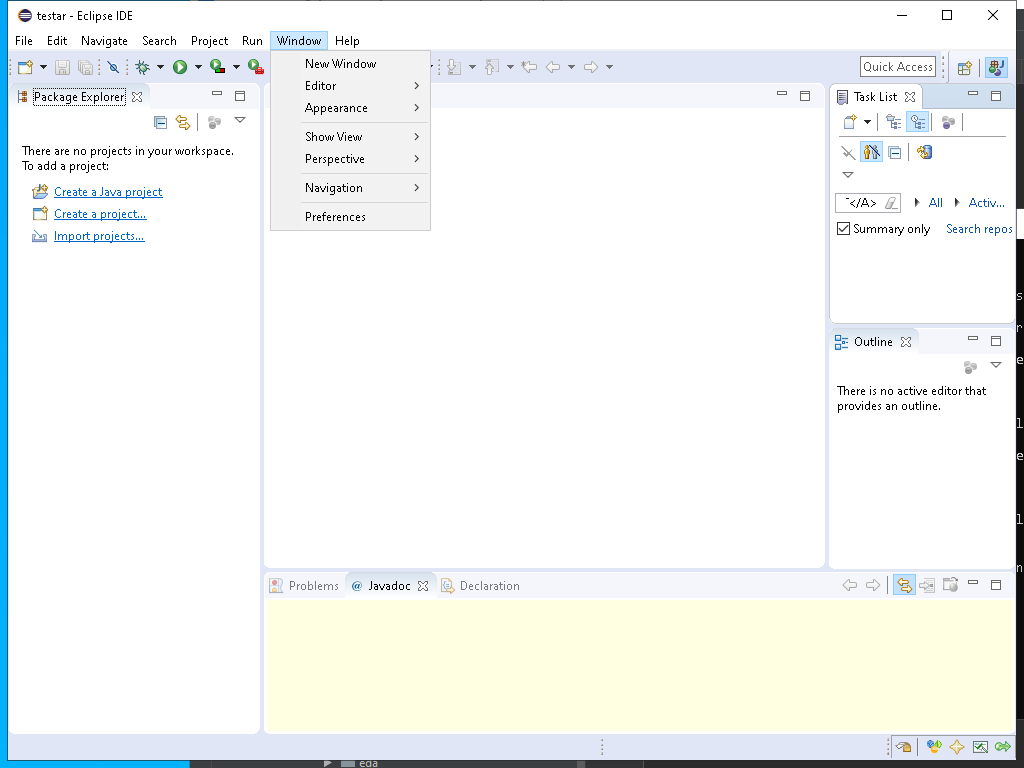 testar - Eclipse IDE
File Edit Navigate Search Project Run Window Help
Quick Access
New Window
Editor
Appearance
Show View
Perspective
Navigation
Preferences
Package Explorer
There are no projects in your workspace.
To add a project:
Create a Java project
Create a project...
Import projects...
Task List
</A>
All
Activ...
Summary only
Search repos
Outline
There is no active editor that
provides an outline.
Problems
@ Javadoc
Declaration
eda